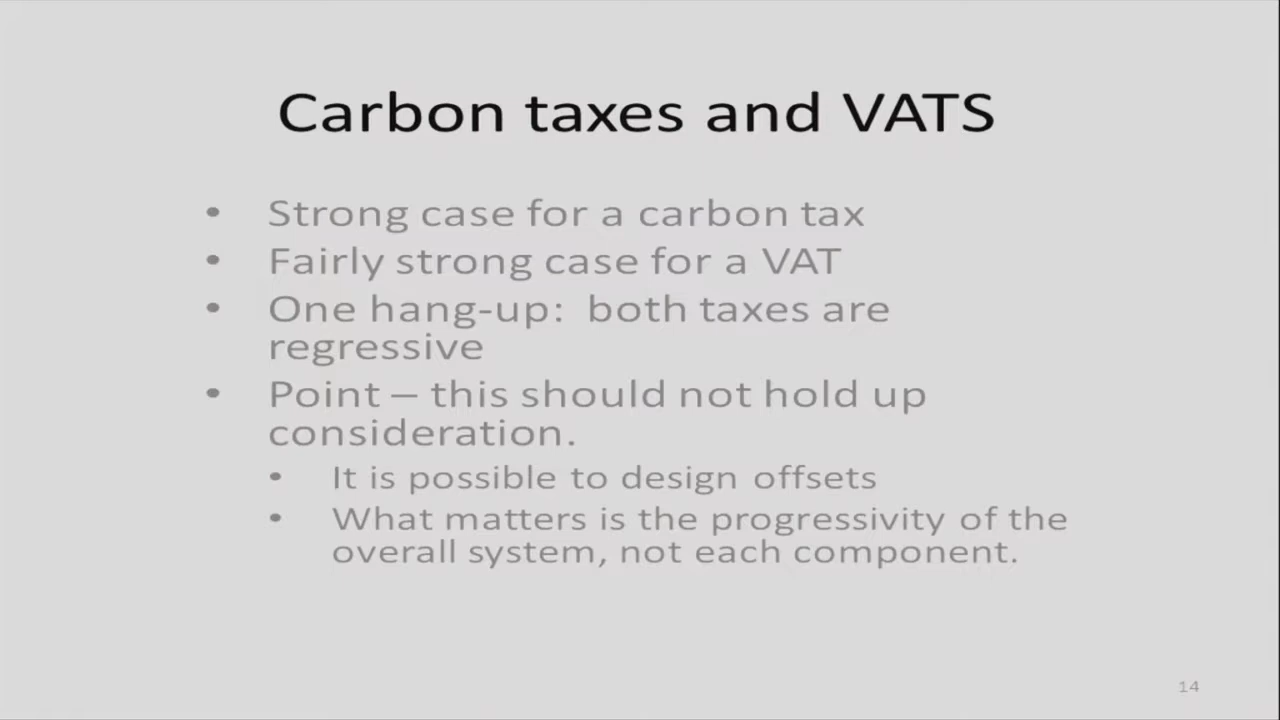 Carbon taxes and VATS
• Strong case for a carbon tax
• Fairly strong case for a VAT
• One hang-up:  both taxes are
regressive
• Point – this should not hold up
consideration.
• It is possible to design offsets
• What matters is the progressivity of the
overall system, not each component.
14